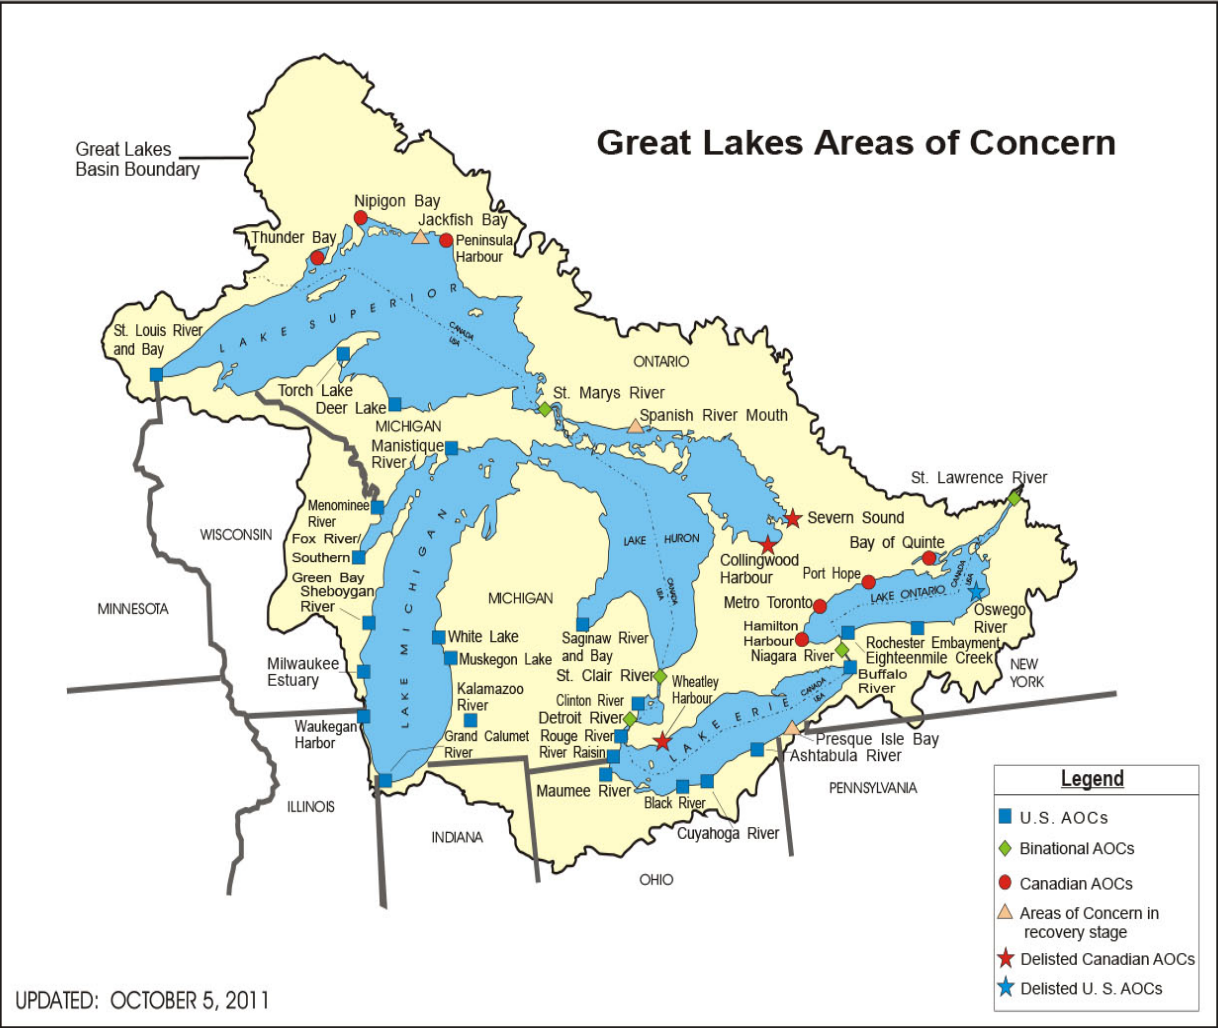 Great Lakes Areas of Concern
Great Lakes
Basin Boundary
Nipigon Bay
Jackfish Bay
Thunder Bay
Peninsula
Harbour
LAKE SUPERIOR
CANADA
USA
St. Louis River
and Bay
ONTARIO
Torch Lake
Deer Lake
St. Marys River
Spanish River Mouth
MICHIGAN
Manistique
River
St. Lawrence River
Menominee
River
WISCONSIN
Fox River/
Southern
Green Bay
Severn Sound
LAKE HURON
Collingwood
Harbour
Bay of Quinte
Port Hope
CANADA
USA
LAKE ONTARIO
CANADA
USA
Sheboygan
River
MINNESOTA
MICHIGAN
LAKE MICHIGAN
Metro Toronto
Oswego
River
Hamilton
Harbour
Niagara River
Rochester Embayment
Eighteenmile Creek
Buffalo
River
NEW
YORK
White Lake
Muskegon Lake
Saginaw River
and Bay
St. Clair River
Wheatley
Harbour
Milwaukee
Estuary
Kalamazoo
River
Clinton River
Detroit River
Rouge River
River Raisin
LAKE ERIE
CANADA
USA
Waukegan
Harbor
Grand Calumet
River
Presque Isle Bay
Ashtabula River
Maumee River
Black River
Cuyahoga River
PENNSYLVANIA
ILLINOIS
INDIANA
OHIO
Legend
U.S. AOCs
Binational AOCs
Canadian AOCs
Areas of Concern in
recovery stage
Delisted Canadian AOCs
Delisted U. S. AOCs
UPDATED: OCTOBER 5, 2011